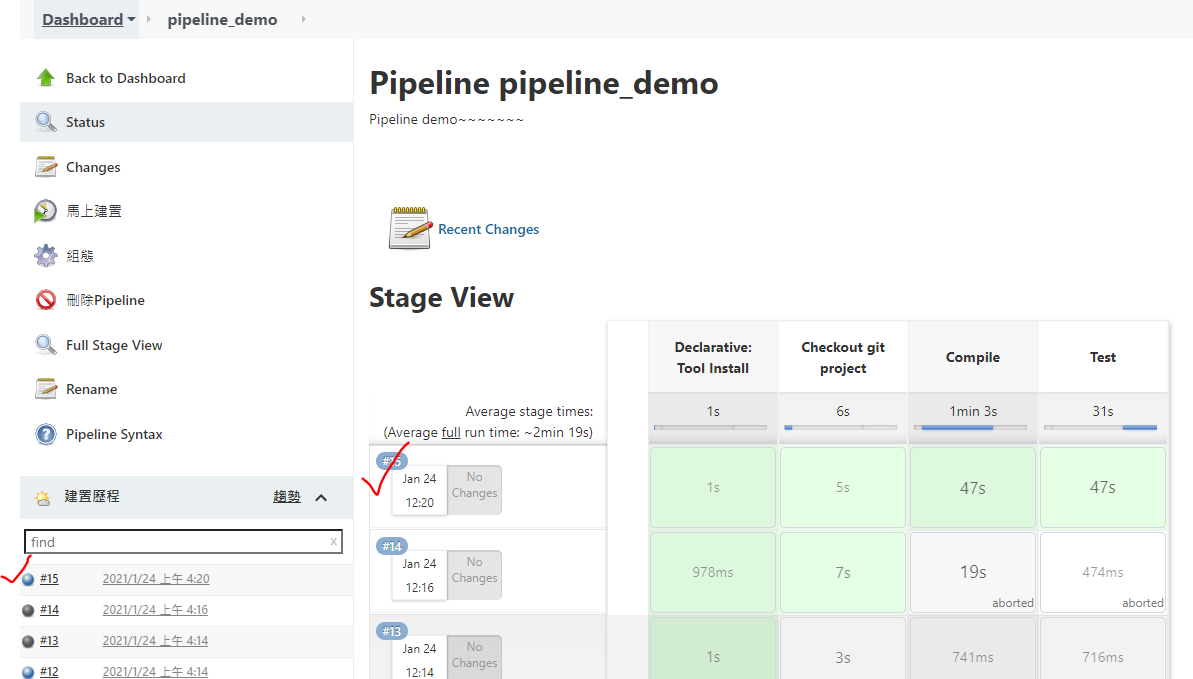 Dashboard
pipeline_demo
Back to Dashboard
Status
Changes
馬上建置
組態
刪除Pipeline
Full Stage View
Rename
Pipeline Syntax
建置歷程
趨勢
find
x
#15
2021/1/24 上午 4:20
#14
2021/1/24 上午 4:16
#13
2021/1/24 上午 4:14
#12
2021/1/24 上午 4:14
Pipeline pipeline_demo
Pipeline demo~~~~~~~
Recent Changes
Stage View
Declarative:
Tool Install
Checkout git
project
Compile
Test
Average stage times:
(Average full run time: ~2min 19s)
1s
6s
1min 3s
31s
#15
Jan 24
12:20
No
Changes
1s
5s
47s
47s
#14
Jan 24
12:16
No
Changes
978ms
7s
19s
aborted
474ms
aborted
#13
Jan 24
12:14
No
Changes
1s
3s
741ms
716ms